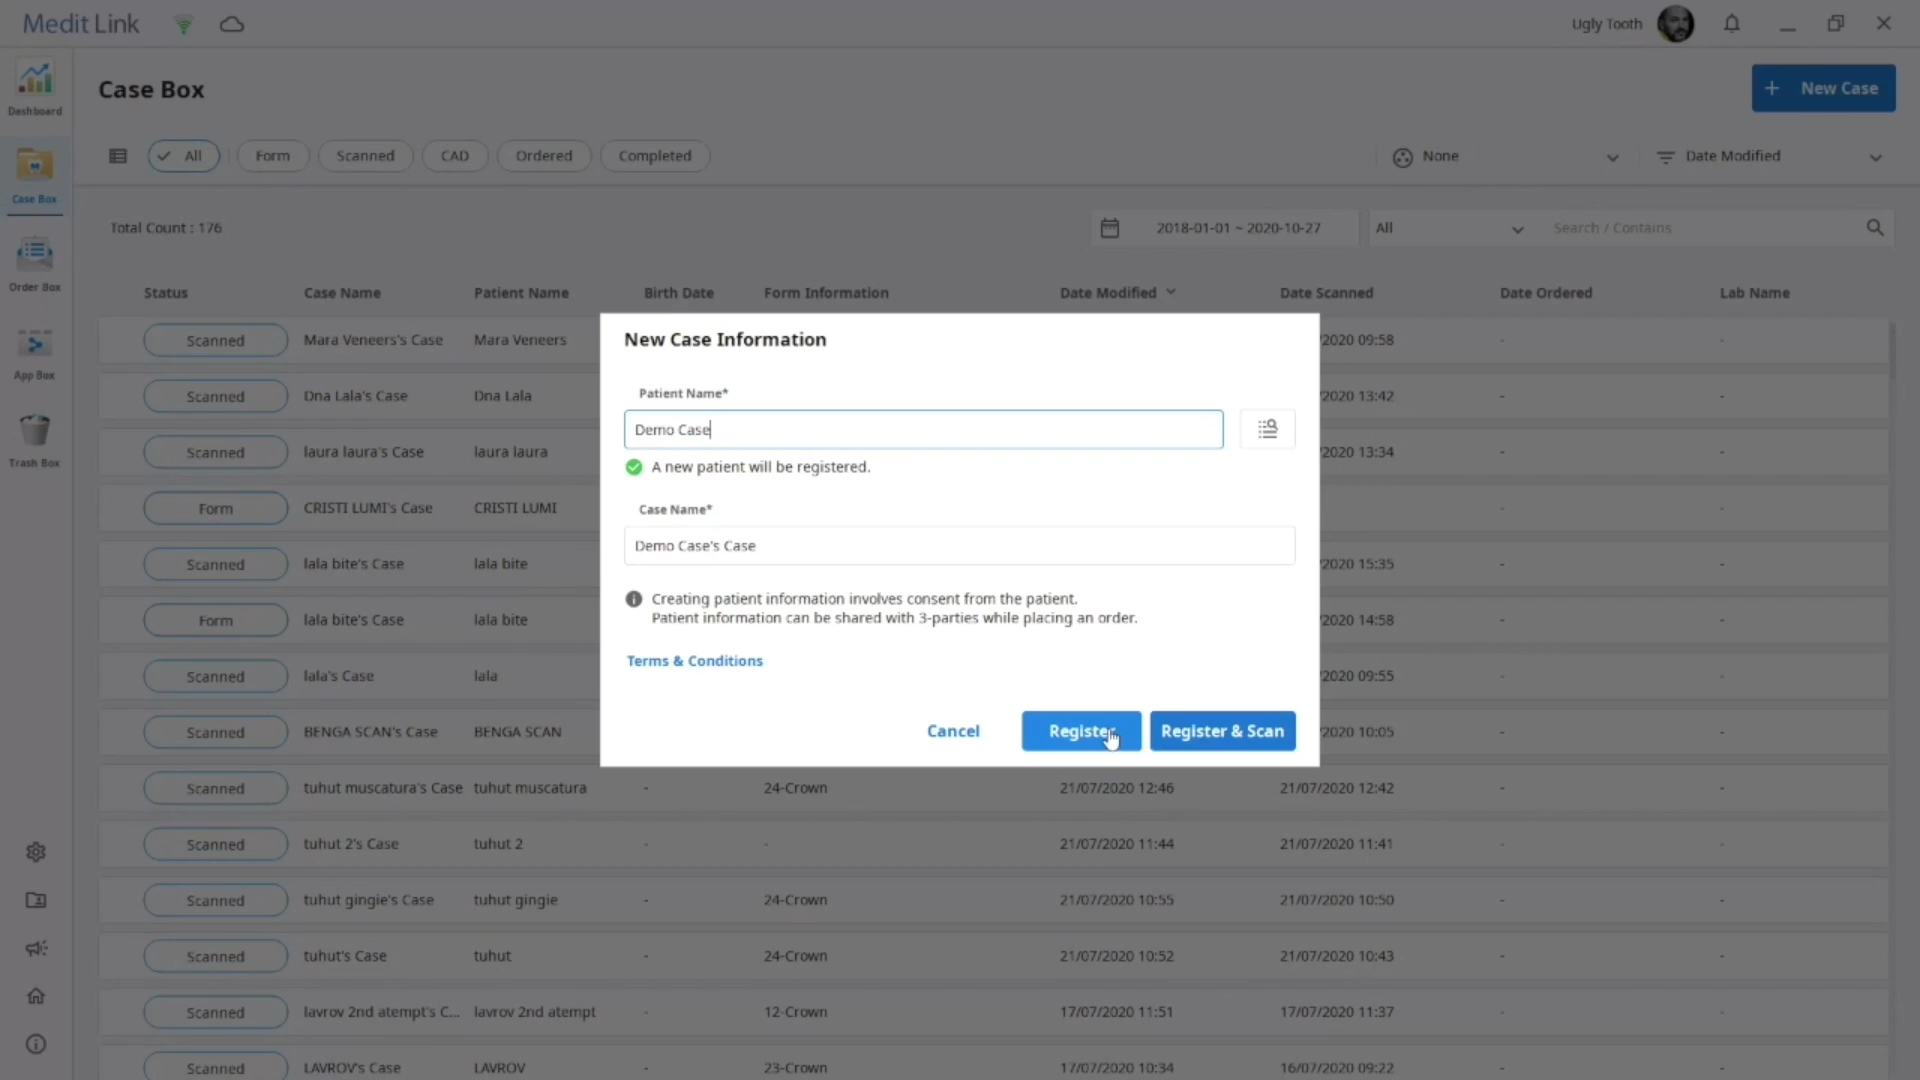 Medit Link
Ugly Tooth
Dashboard
Case Box
Order Box
App Box
Trash Box
Case Box
+ New Case
All
Form
Scanned
CAD
Ordered
Completed
None
Date Modified
Total Count : 176
2018-01-01 ~ 2020-10-27
All
Search / Contains
Status Case Name Patient Name Birth Date Form Information Date Modified Date Scanned Date Ordered Lab Name
Scanned Mara Veneers's Case Mara Veneers 2020 09:58 - -
Scanned Dna Lala's Case Dna Lala 2020 13:42 - -
Scanned laura laura's Case laura laura 2020 13:34 - -
Form CRISTI LUMI's Case CRISTI LUMI - -
Scanned lala bite's Case lala bite 2020 15:35 - -
Form lala bite's Case lala bite 2020 14:58 - -
Scanned lala's Case lala 2020 09:55 - -
Scanned BENGA SCAN's Case BENGA SCAN 2020 10:05 - -
Scanned tuhut muscatura's Case tuhut muscatura - 24-Crown 21/07/2020 12:46 21/07/2020 12:42 - -
Scanned tuhut 2's Case tuhut 2 - - 21/07/2020 11:44 21/07/2020 11:41 - -
Scanned tuhut gingie's Case tuhut gingie - 24-Crown 21/07/2020 10:55 21/07/2020 10:50 - -
Scanned tuhut's Case tuhut - 24-Crown 21/07/2020 10:52 21/07/2020 10:43 - -
Scanned lavrov 2nd atempt's C... lavrov 2nd atempt - 12-Crown 17/07/2020 11:51 17/07/2020 11:37 - -
Scanned LAVROV's Case LAVROV - 23-Crown 17/07/2020 10:34 16/07/2020 09:22 - -
New Case Information
Patient Name*
Demo Case
A new patient will be registered.
Case Name*
Demo Case's Case
Creating patient information involves consent from the patient.
Patient information can be shared with 3-parties while placing an order.
Terms & Conditions
Cancel
Register
Register & Scan